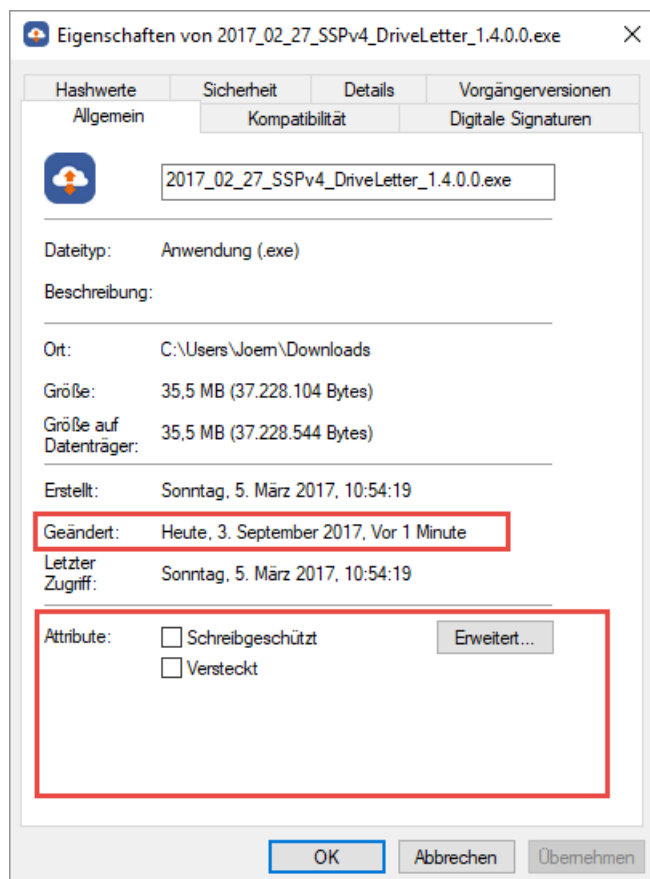 Eigenschaften von 2017_02_27_SSPv4_DriveLetter_1.4.0.0.exe
Hashwerte Sicherheit Details Vorgängerversionen
Allgemein Kompatibilität Digitale Signaturen
2017_02_27_SSPv4_DriveLetter_1.4.0.0.exe
Dateityp: Anwendung (.exe)
Beschreibung:
Ort: C:\Users\Joern\Downloads
Größe: 35,5 MB (37.228.104 Bytes)
Größe auf
Datenträger: 35,5 MB (37.228.544 Bytes)
Erstellt: Sonntag, 5. März 2017, 10:54:19
Geändert: Heute, 3. September 2017, Vor 1 Minute
Letzter
Zugriff: Sonntag, 5. März 2017, 10:54:19
Attribute: Schreibgeschützt Erweitert...
Versteckt
OK Abbrechen Übernehmen